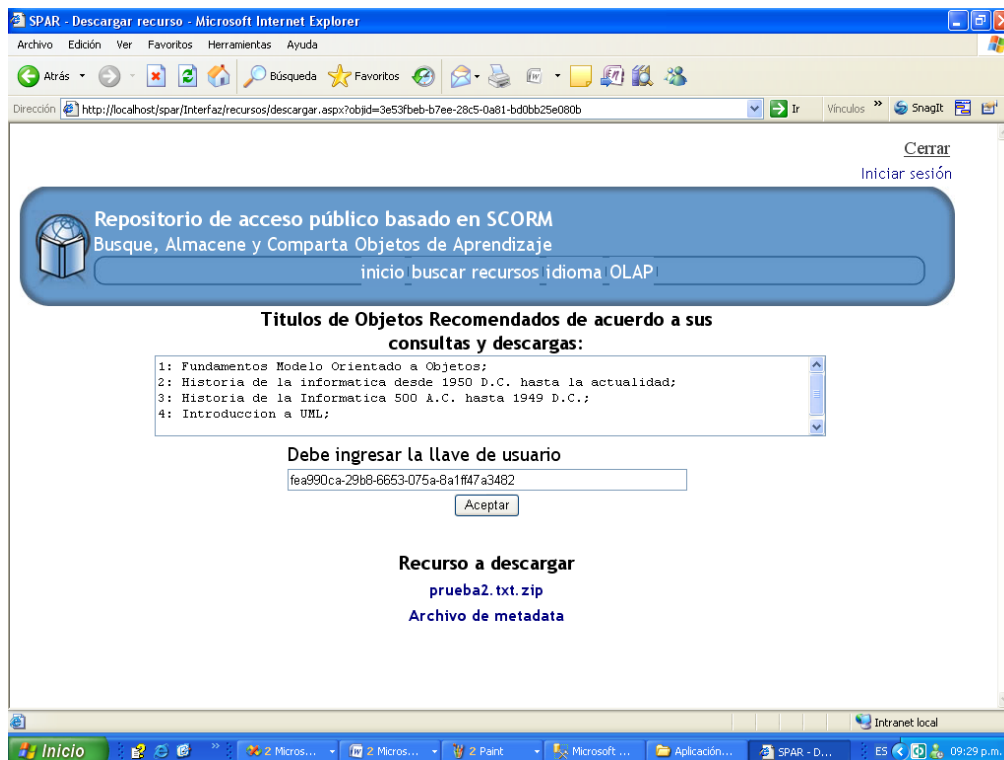 SPAR - Descargar recurso - Microsoft Internet Explorer
Archivo Edición Ver Favoritos Herramientas Ayuda
Atrás Búsqueda Favoritos
Dirección http://localhost/spar/Interfaz/recursos/descargar.aspx?objid=3e53fbeb-b7ee-28c5-0a81-bd0bb25e080b Ir Vínculos » SnagIt
Cerrar
Iniciar sesión
Repositorio de acceso público basado en SCORM
Busque, Almacene y Comparta Objetos de Aprendizaje
inicio buscar recursos idioma OLAP
Titulos de Objetos Recomendados de acuerdo a sus
consultas y descargas:
1: Fundamentos Modelo Orientado a Objetos;
2: Historia de la informatica desde 1950 D.C. hasta la actualidad;
3: Historia de la Informatica 500 A.C. hasta 1949 D.C.;
4: Introduccion a UML;
Debe ingresar la llave de usuario
fea990ca-29b8-6653-075a-8a1ff47a3482
Aceptar
Recurso a descargar
prueba2.txt.zip
Archivo de metadata
Intranet local
Inicio » 2 Micros... 2 Micros... 2 Paint Microsoft ... Aplicación... SPAR - D... ES 09:29 p.m.